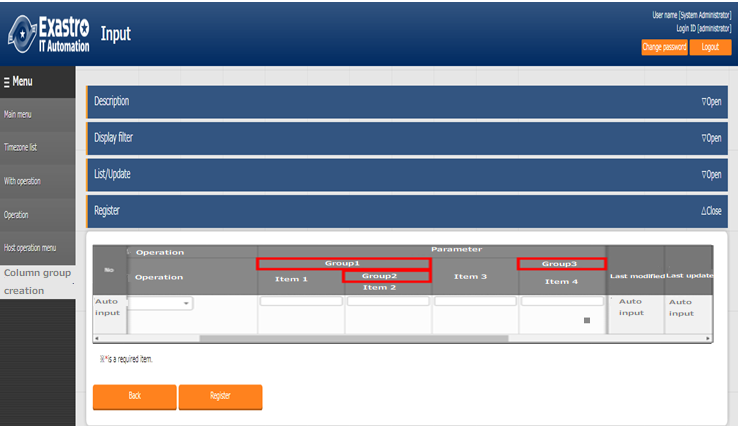 User name [System Administrator]
Exastro
IT Automation
Input
Login ID [administrator]
Change password
Logout
Menu
Main menu
Timezone list
With operation
Operation
Host operation menu
Column group
creation
Description
▽Open
Display filter
▽Open
List/Update
▽Open
Register
△Close
Operation
Parameter
No
Operation
Group1
Group3
Item 1
Group2
Item 2
Item 3
Item 4
Last modified
Last update
Auto
input
Auto
input
Auto
input
※*is a required item.
Back
Register